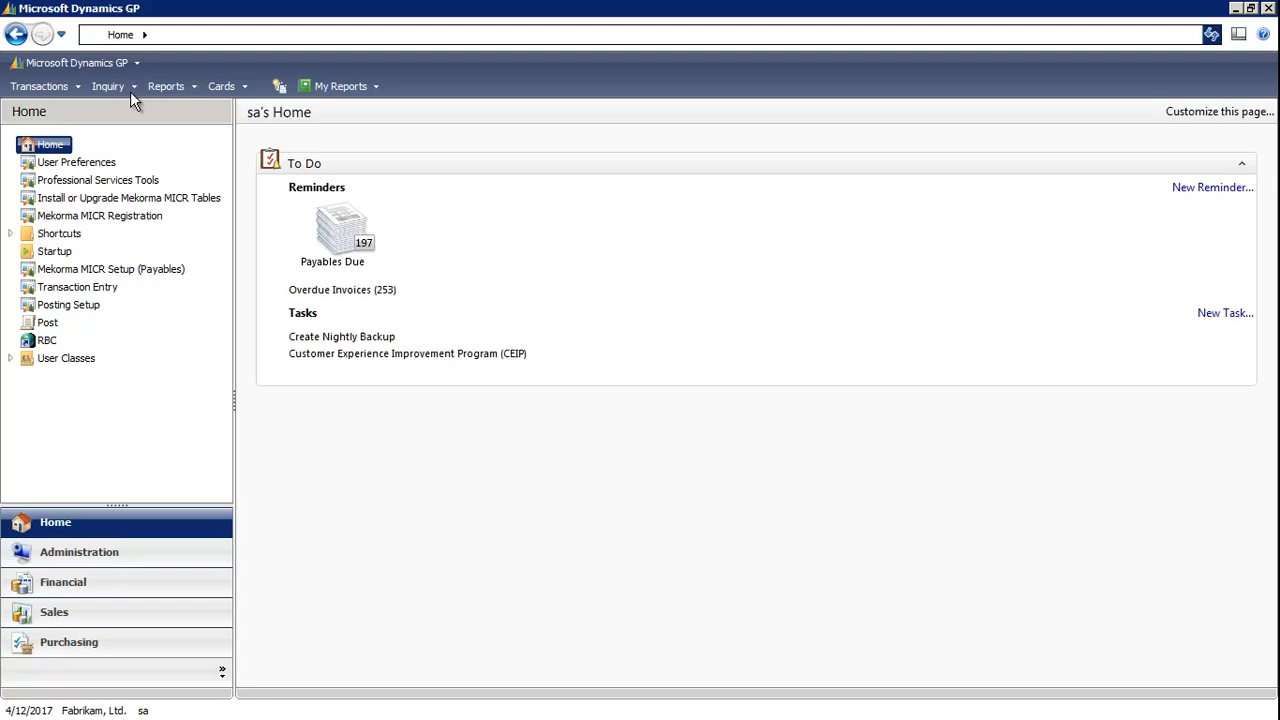 Microsoft Dynamics GP
Home
Microsoft Dynamics GP
Transactions Inquiry Reports Cards My Reports
Home
sa's Home
Customize this page...
Home
User Preferences
Professional Services Tools
Install or Upgrade Mekorma MICR Tables
Mekorma MICR Registration
Shortcuts
Startup
Mekorma MICR Setup (Payables)
Transaction Entry
Posting Setup
Post
RBC
User Classes
To Do
Reminders
New Reminder...
197
Payables Due
Overdue Invoices (253)
Tasks
New Task...
Create Nightly Backup
Customer Experience Improvement Program (CEIP)
Home
Administration
Financial
Sales
Purchasing
»
4/12/2017 Fabrikam, Ltd. sa